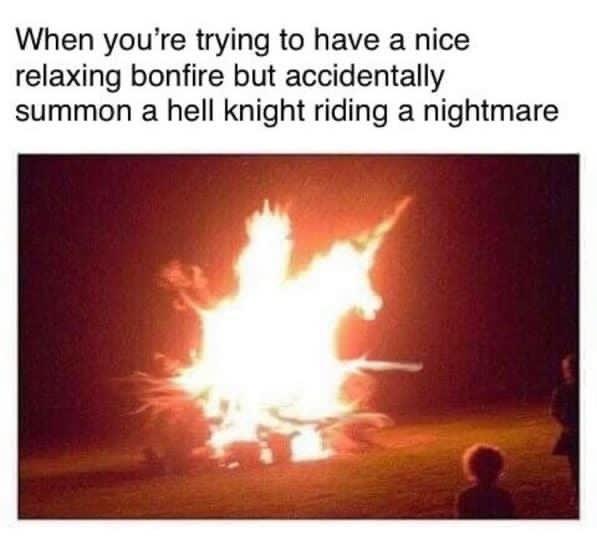 When you’re trying to have a nice
relaxing bonfire but accidentally
summon a hell knight riding a nightmare